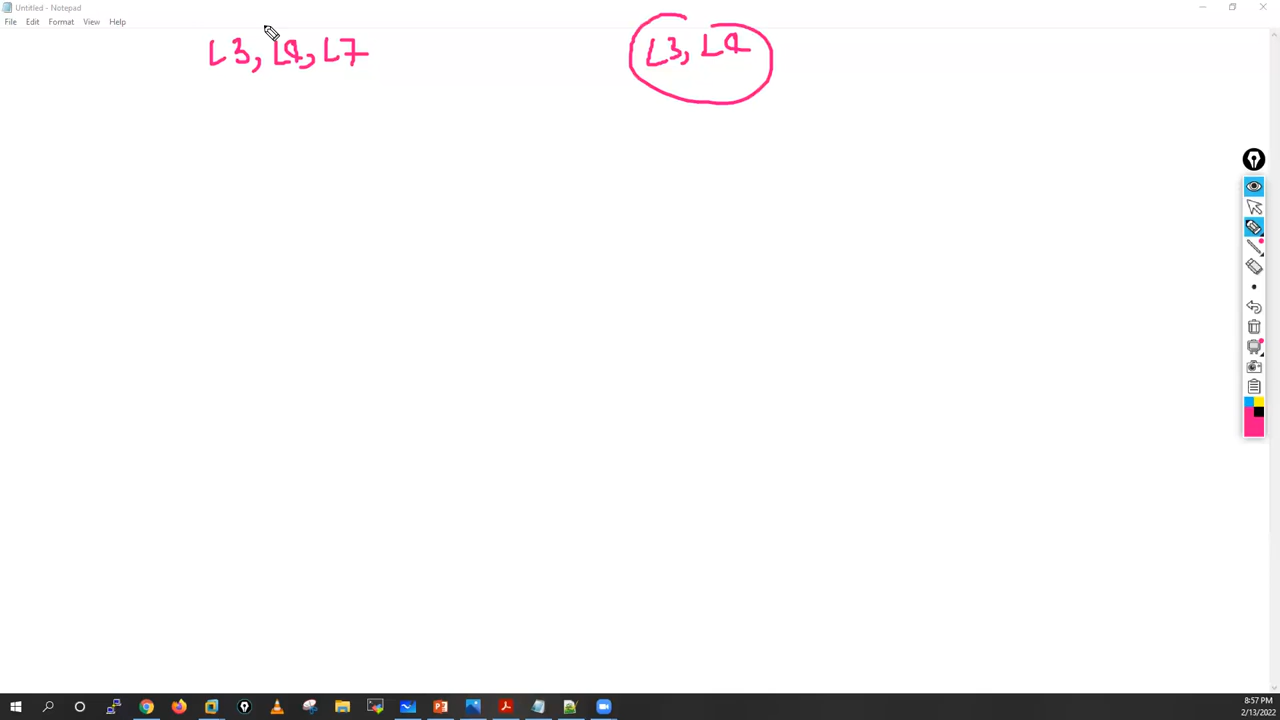 Untitled - Notepad
File Edit Format View Help
L3, L4, L7
L3, L4
8:57 PM
2/13/2022